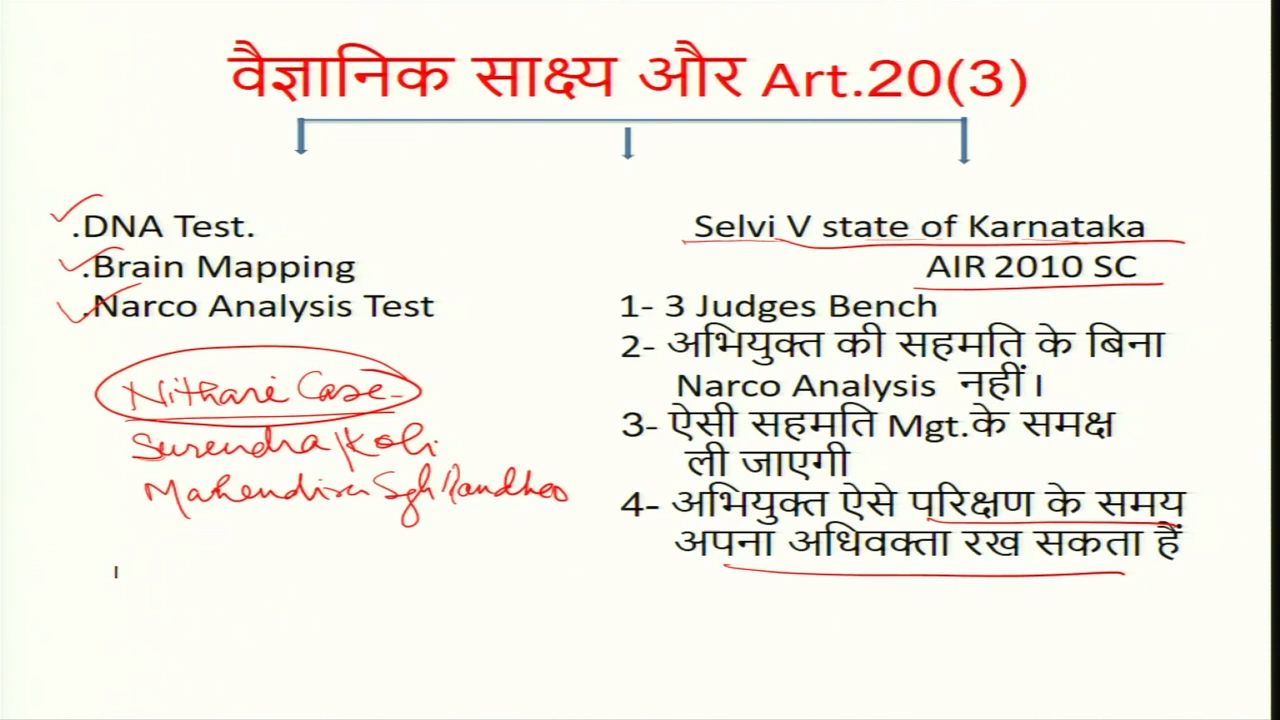 वैज्ञानिक साक्ष्य और Art.20(3)
.DNA Test.
.Brain Mapping
.Narco Analysis Test
Nithari Case
Surendra Koli
Mahendra Sgh
Selvi V state of Karnataka
AIR 2010 SC
1- 3 Judges Bench
2- अभियुक्त की सहमति के बिना
Narco Analysis नहीं।
3- ऐसी सहमति Mgt.के समक्ष
ली जाएगी
4- अभियुक्त ऐसे परिक्षण के समय
अपना अधिवक्ता रख सकता हैं